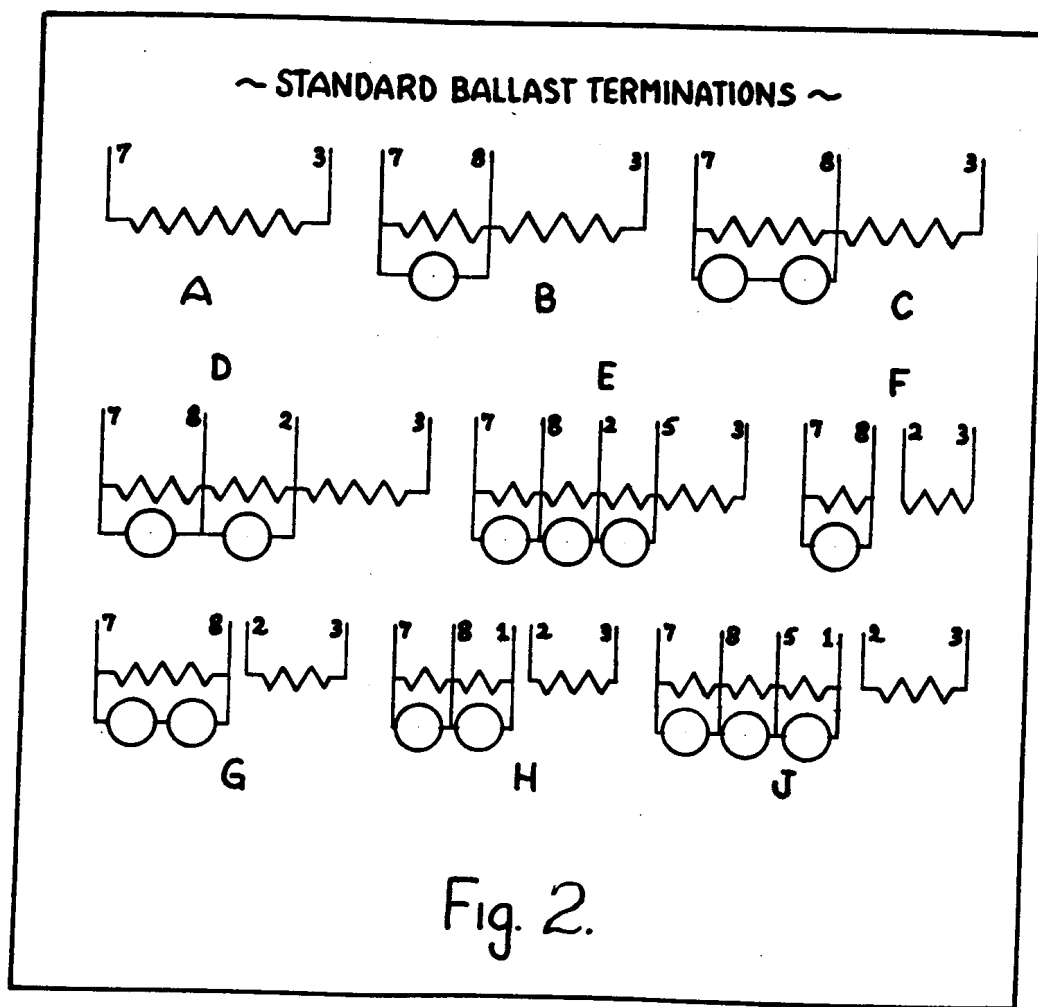 ~ STANDARD BALLAST TERMINATIONS ~
7 3 7 8 3 7 8 3
A B C
D E F
7 8 2 3 7 8 2 5 3 7 8 2 3
7 8 2 3 7 8 1 2 3 7 8 5 1 2 3
G H J
Fig. 2.